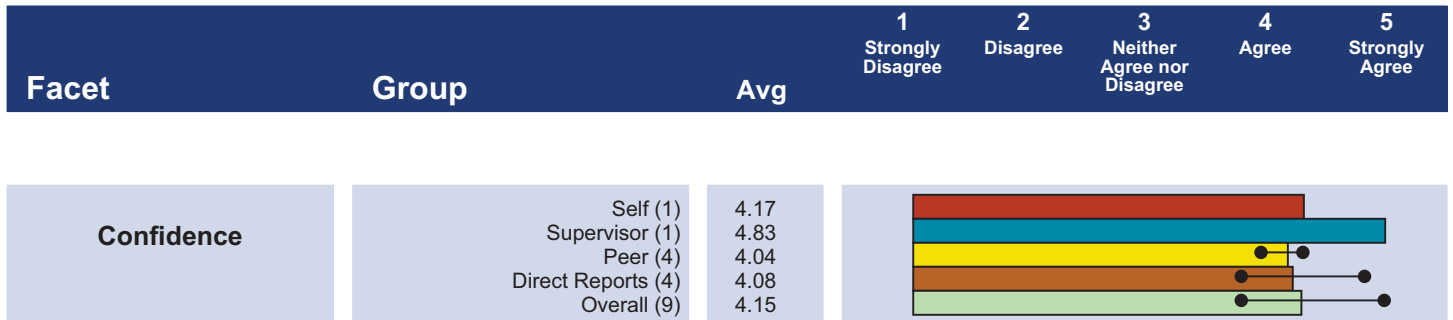 Facet
Group
Avg
1
Strongly
Disagree
2
Disagree
3
Neither
Agree nor
Disagree
4
Agree
5
Strongly
Agree
Confidence
Self (1) 4.17
Supervisor (1) 4.83
Peer (4) 4.04
Direct Reports (4) 4.08
Overall (9) 4.15